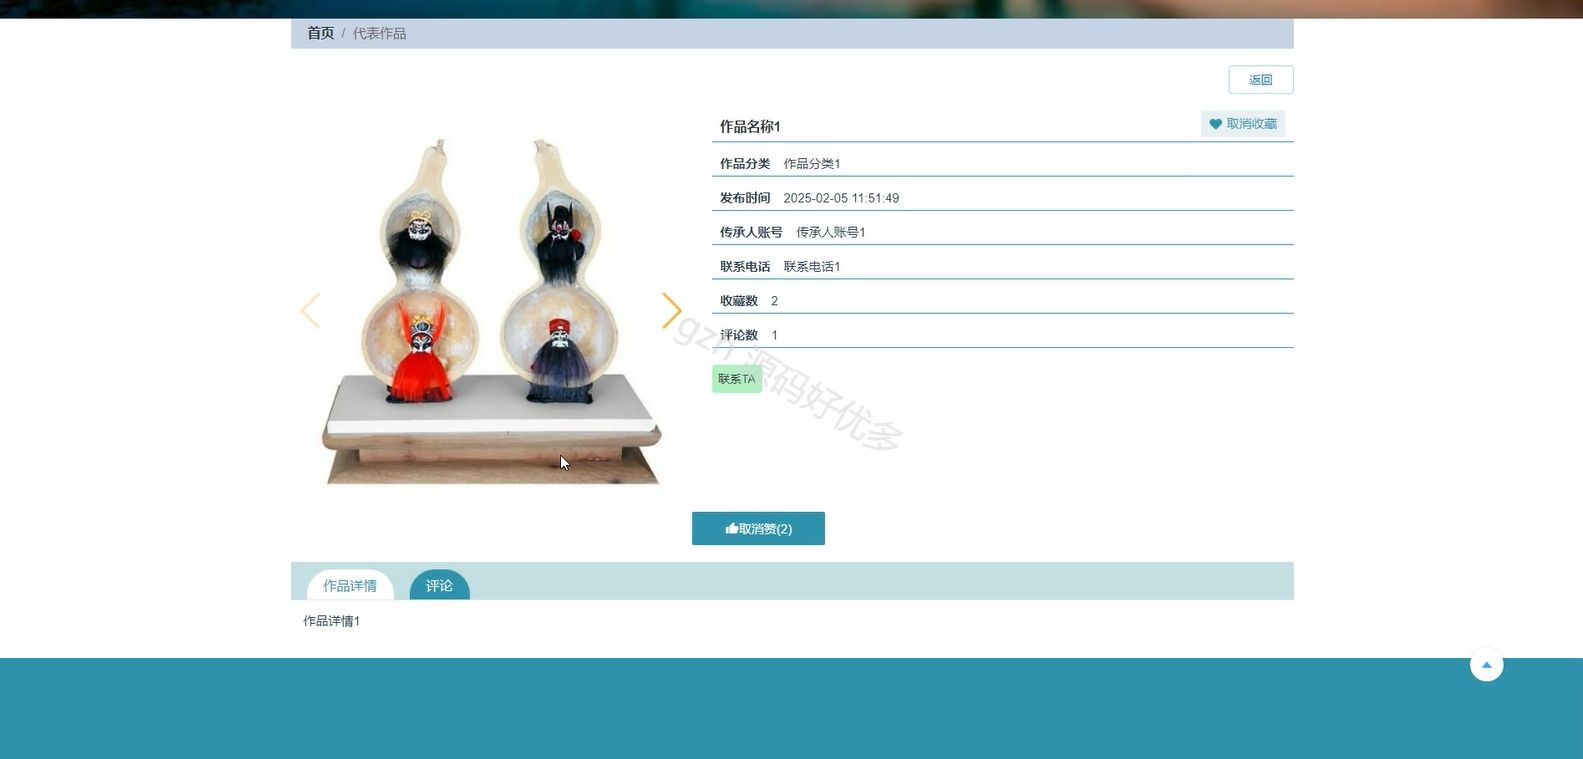 首页 / 代表作品
返回
作品名称1
取消收藏
作品分类 作品分类1
发布时间 2025-02-05 11:51:49
传承人账号 传承人账号1
联系电话 联系电话1
收藏数 2
评论数 1
联系TA
gzh 源码好优多
取消赞(2)
作品详情 评论
作品详情1